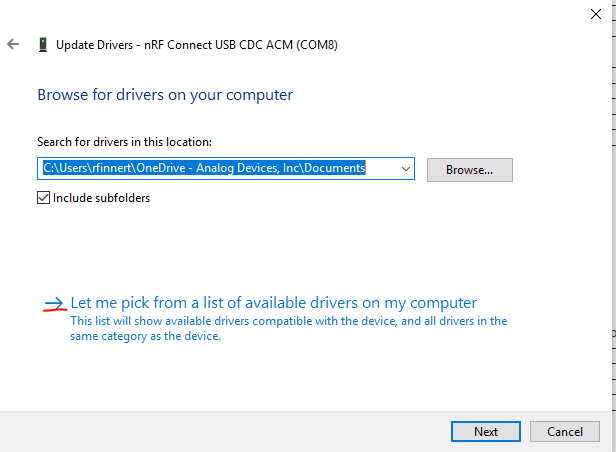 Update Drivers - nRF Connect USB CDC ACM (COM8)
Browse for drivers on your computer
Search for drivers in this location:
C:\Users\rfinnert\OneDrive - Analog Devices, Inc\Documents
Browse...
Include subfolders
Let me pick from a list of available drivers on my computer
This list will show available drivers compatible with the device, and all drivers in the
same category as the device.
Next
Cancel